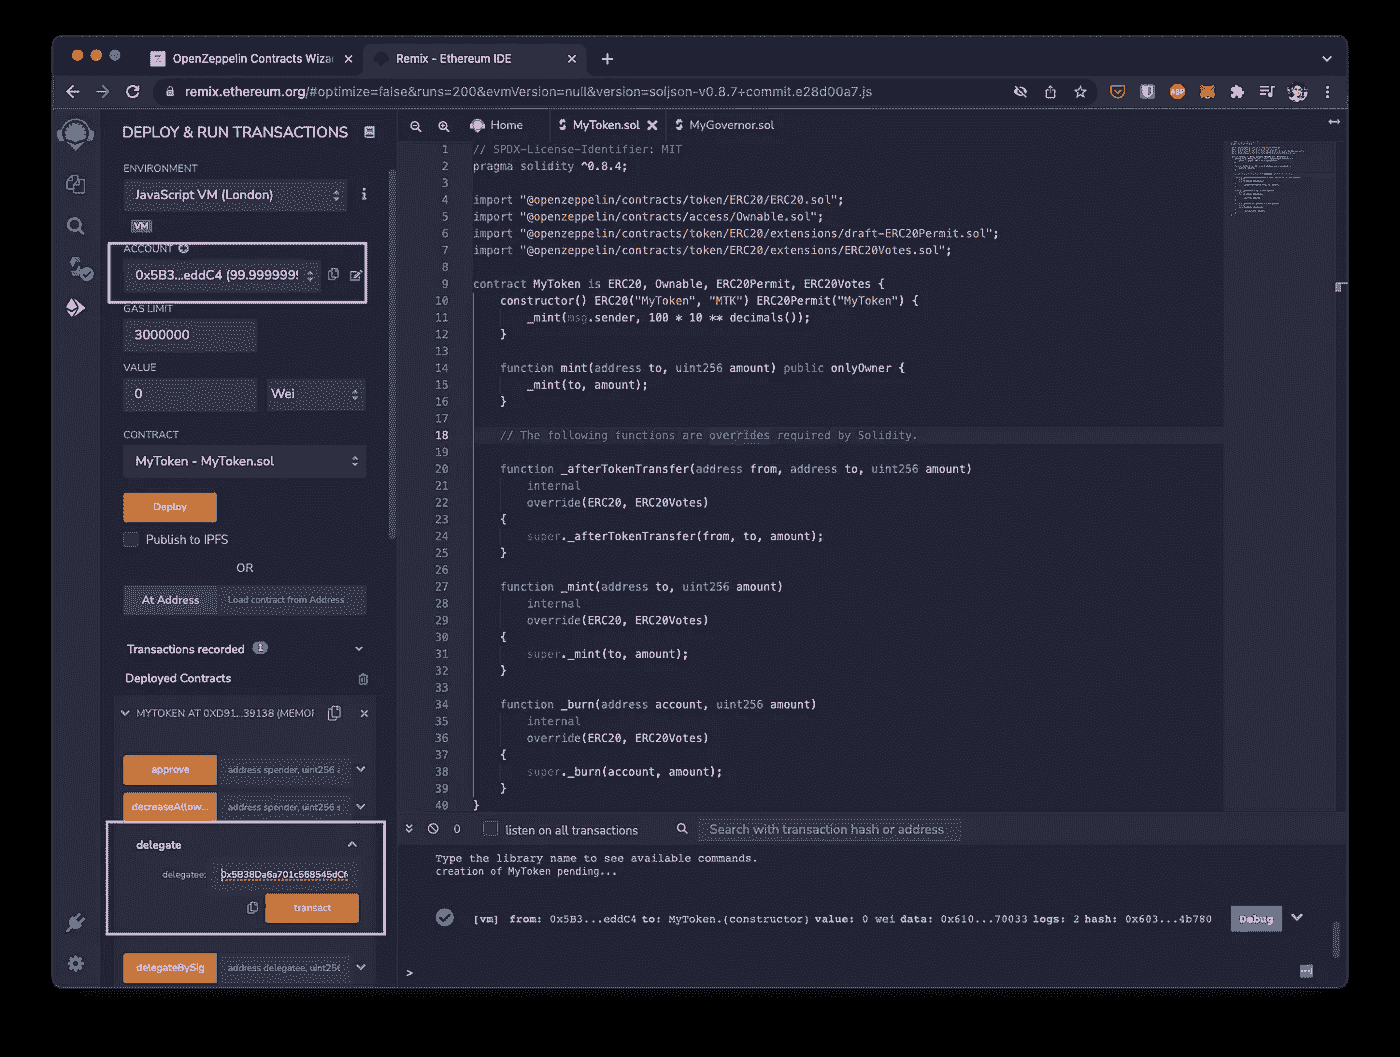 OpenZeppelin Contracts Wiza
Remix - Ethereum IDE
remix.ethereum.org/#optimize=false&runs=200&evmVersion=null&version=soljson-v0.8.7+commit.e28d00a7.js
ABP
DEPLOY & RUN TRANSACTIONS
ENVIRONMENT
JavaScript VM (London)
VM
ACCOUNT
0x5B3...eddC4 (99.9999999
GAS LIMIT
3000000
VALUE
0
Wei
CONTRACT
MyToken - MyToken.sol
Deploy
Publish to IPFS
OR
At Address
Load contract from Address
Transactions recorded 1
Deployed Contracts
MYTOKEN AT 0XD91...39138 (MEMOR
approve
address spender, uint256 a
decreaseAllow...
address spender, uint256 s
delegate
delegatee:
0x5B38Da6a701c568545dCf
transact
delegateBySig
address delegatee, uint25
Home
MyToken.sol
MyGovernor.sol
1 // SPDX-License-Identifier: MIT
2 pragma solidity ^0.8.4;
3
4 import "@openzeppelin/contracts/token/ERC20/ERC20.sol";
5 import "@openzeppelin/contracts/access/Ownable.sol";
6 import "@openzeppelin/contracts/token/ERC20/extensions/draft-ERC20Permit.sol";
7 import "@openzeppelin/contracts/token/ERC20/extensions/ERC20Votes.sol";
8
9 contract MyToken is ERC20, Ownable, ERC20Permit, ERC20Votes {
10 constructor() ERC20("MyToken", "MTK") ERC20Permit("MyToken") {
11 _mint(msg.sender, 100 * 10 ** decimals());
12 }
13
14 function mint(address to, uint256 amount) public onlyOwner {
15 _mint(to, amount);
16 }
17
18 // The following functions are overrides required by Solidity.
19
20 function _afterTokenTransfer(address from, address to, uint256 amount)
21 internal
22 override(ERC20, ERC20Votes)
23 {
24 super._afterTokenTransfer(from, to, amount);
25 }
26
27 function _mint(address to, uint256 amount)
28 internal
29 override(ERC20, ERC20Votes)
30 {
31 super._mint(to, amount);
32 }
33
34 function _burn(address account, uint256 amount)
35 internal
36 override(ERC20, ERC20Votes)
37 {
38 super._burn(account, amount);
39 }
40 }
0
listen on all transactions
Search with transaction hash or address
Type the library name to see available commands.
creation of MyToken pending...
[vm] from: 0x5B3...eddC4 to: MyToken.(constructor) value: 0 wei data: 0x610...70033 logs: 2 hash: 0x603...4b780
Debug
>